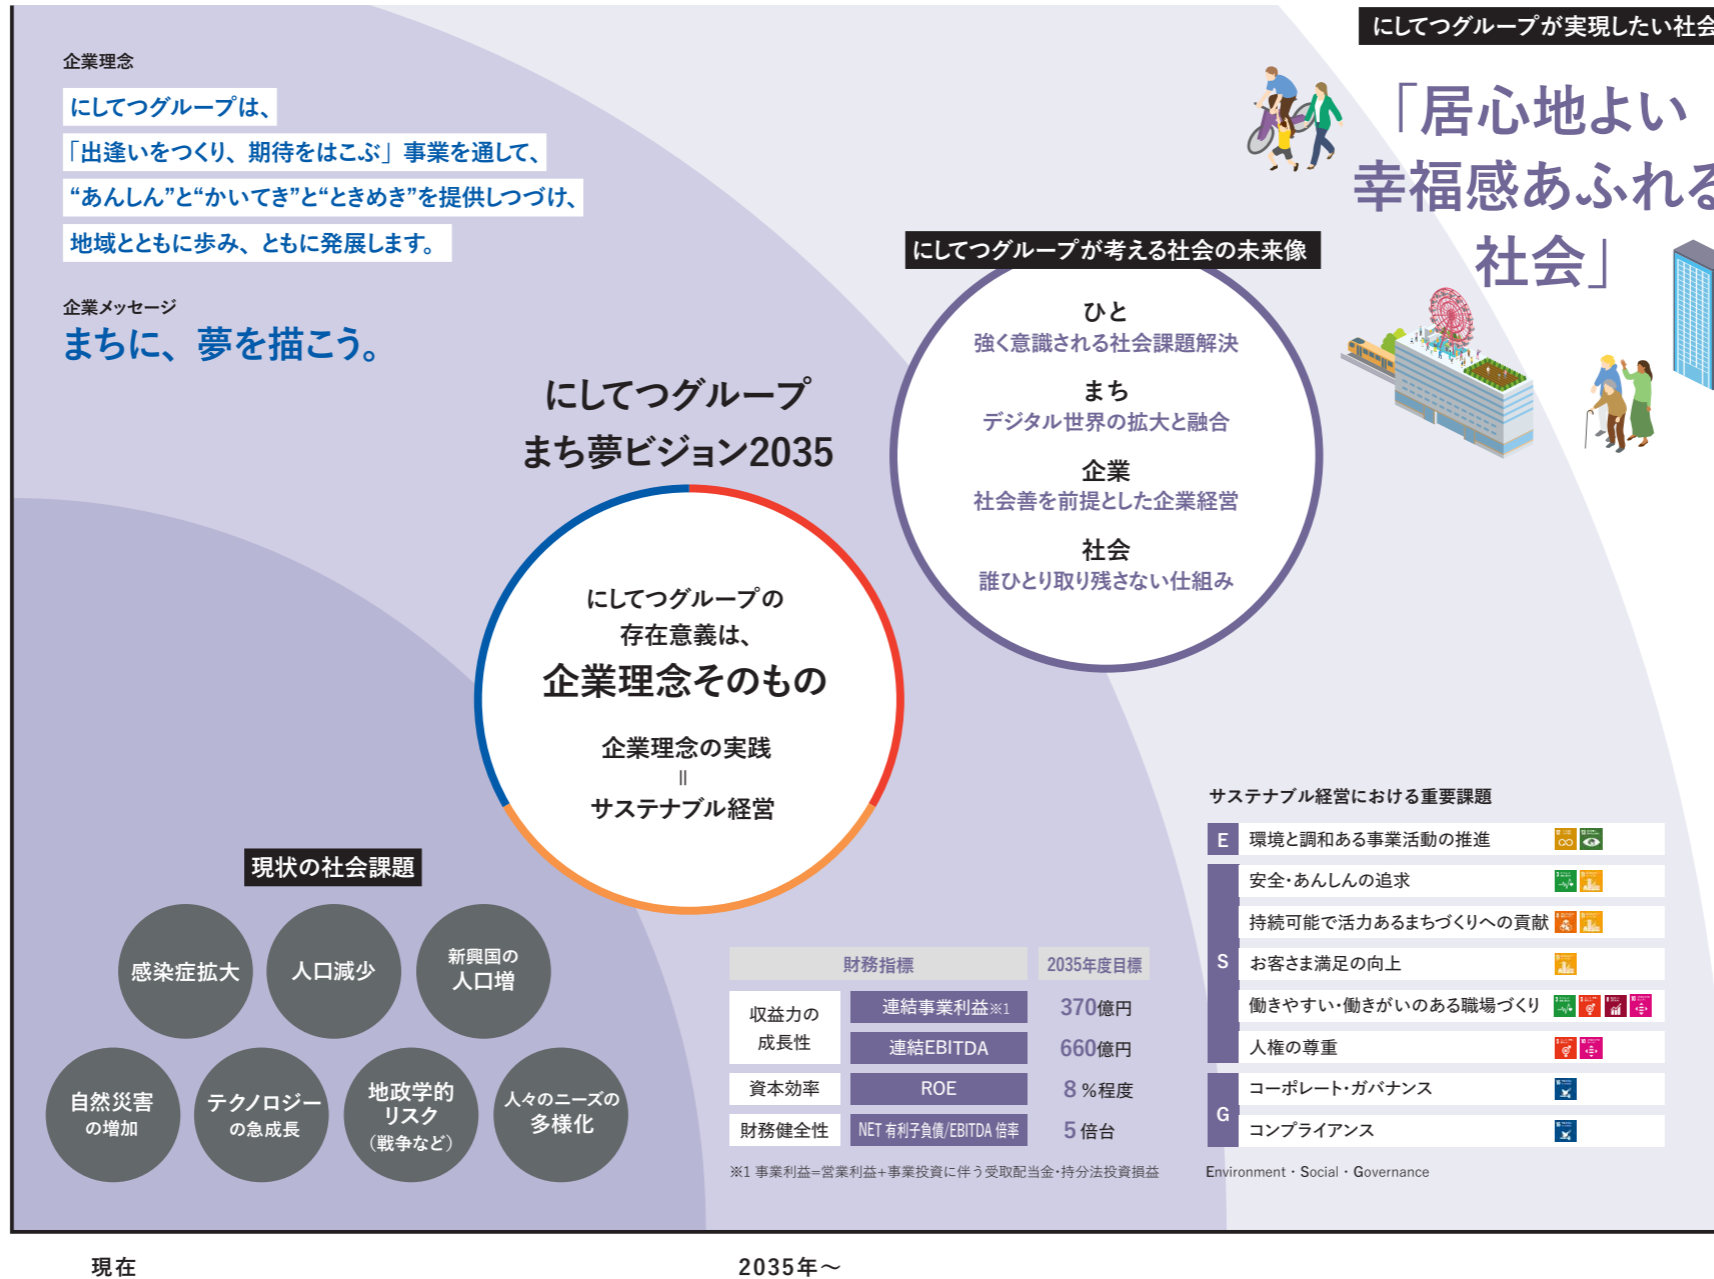 企業理念
にしてつグループは、
「出逢いをつくり、期待をはこぶ」事業を通して、
“あんしん”と“かいてき”と“ときめき”を提供しつづけ、
地域とともに歩み、ともに発展します。
企業メッセージ
まちに、夢を描こう。
にしてつグループが実現したい社会
「居心地よい
幸福感あふれる
社会」
にしてつグループが考える社会の未来像
ひと
強く意識される社会課題解決
まち
デジタル世界の拡大と融合
企業
社会善を前提とした企業経営
社会
誰ひとり取り残さない仕組み
にしてつグループ
まち夢ビジョン2035
にしてつグループの
存在意義は、
企業理念そのもの
企業理念の実践
=
サステナブル経営
現状の社会課題
感染症拡大
人口減少
新興国の
人口増
自然災害
の増加
テクノロジー
の急成長
地政学的
リスク
（戦争など）
人々のニーズの
多様化
財務指標 2035年度目標
収益力の
成長性
連結事業利益※1 370億円
連結EBITDA 660億円
資本効率 ROE 8%程度
財務健全性 NET 有利子負債/EBITDA 倍率 5倍台
※1 事業利益=営業利益+事業投資に伴う受取配当金・持分法投資損益
サステナブル経営における重要課題
E 環境と調和ある事業活動の推進
S
安全・あんしんの追求
持続可能で活力あるまちづくりへの貢献
お客さま満足の向上
働きやすい・働きがいのある職場づくり
人権の尊重
G
コーポレート・ガバナンス
コンプライアンス
Environment・Social・Governance
現在
2035年～